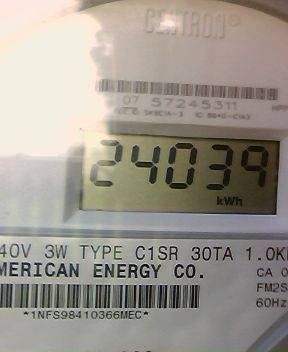 CENTRON®
07 57245311
24039
kWh
40V 3W TYPE C1SR 30TA 1.0K
MERICAN ENERGY CO.
CA 0
FM2S
60Hz
*1NFS98410366MEC*